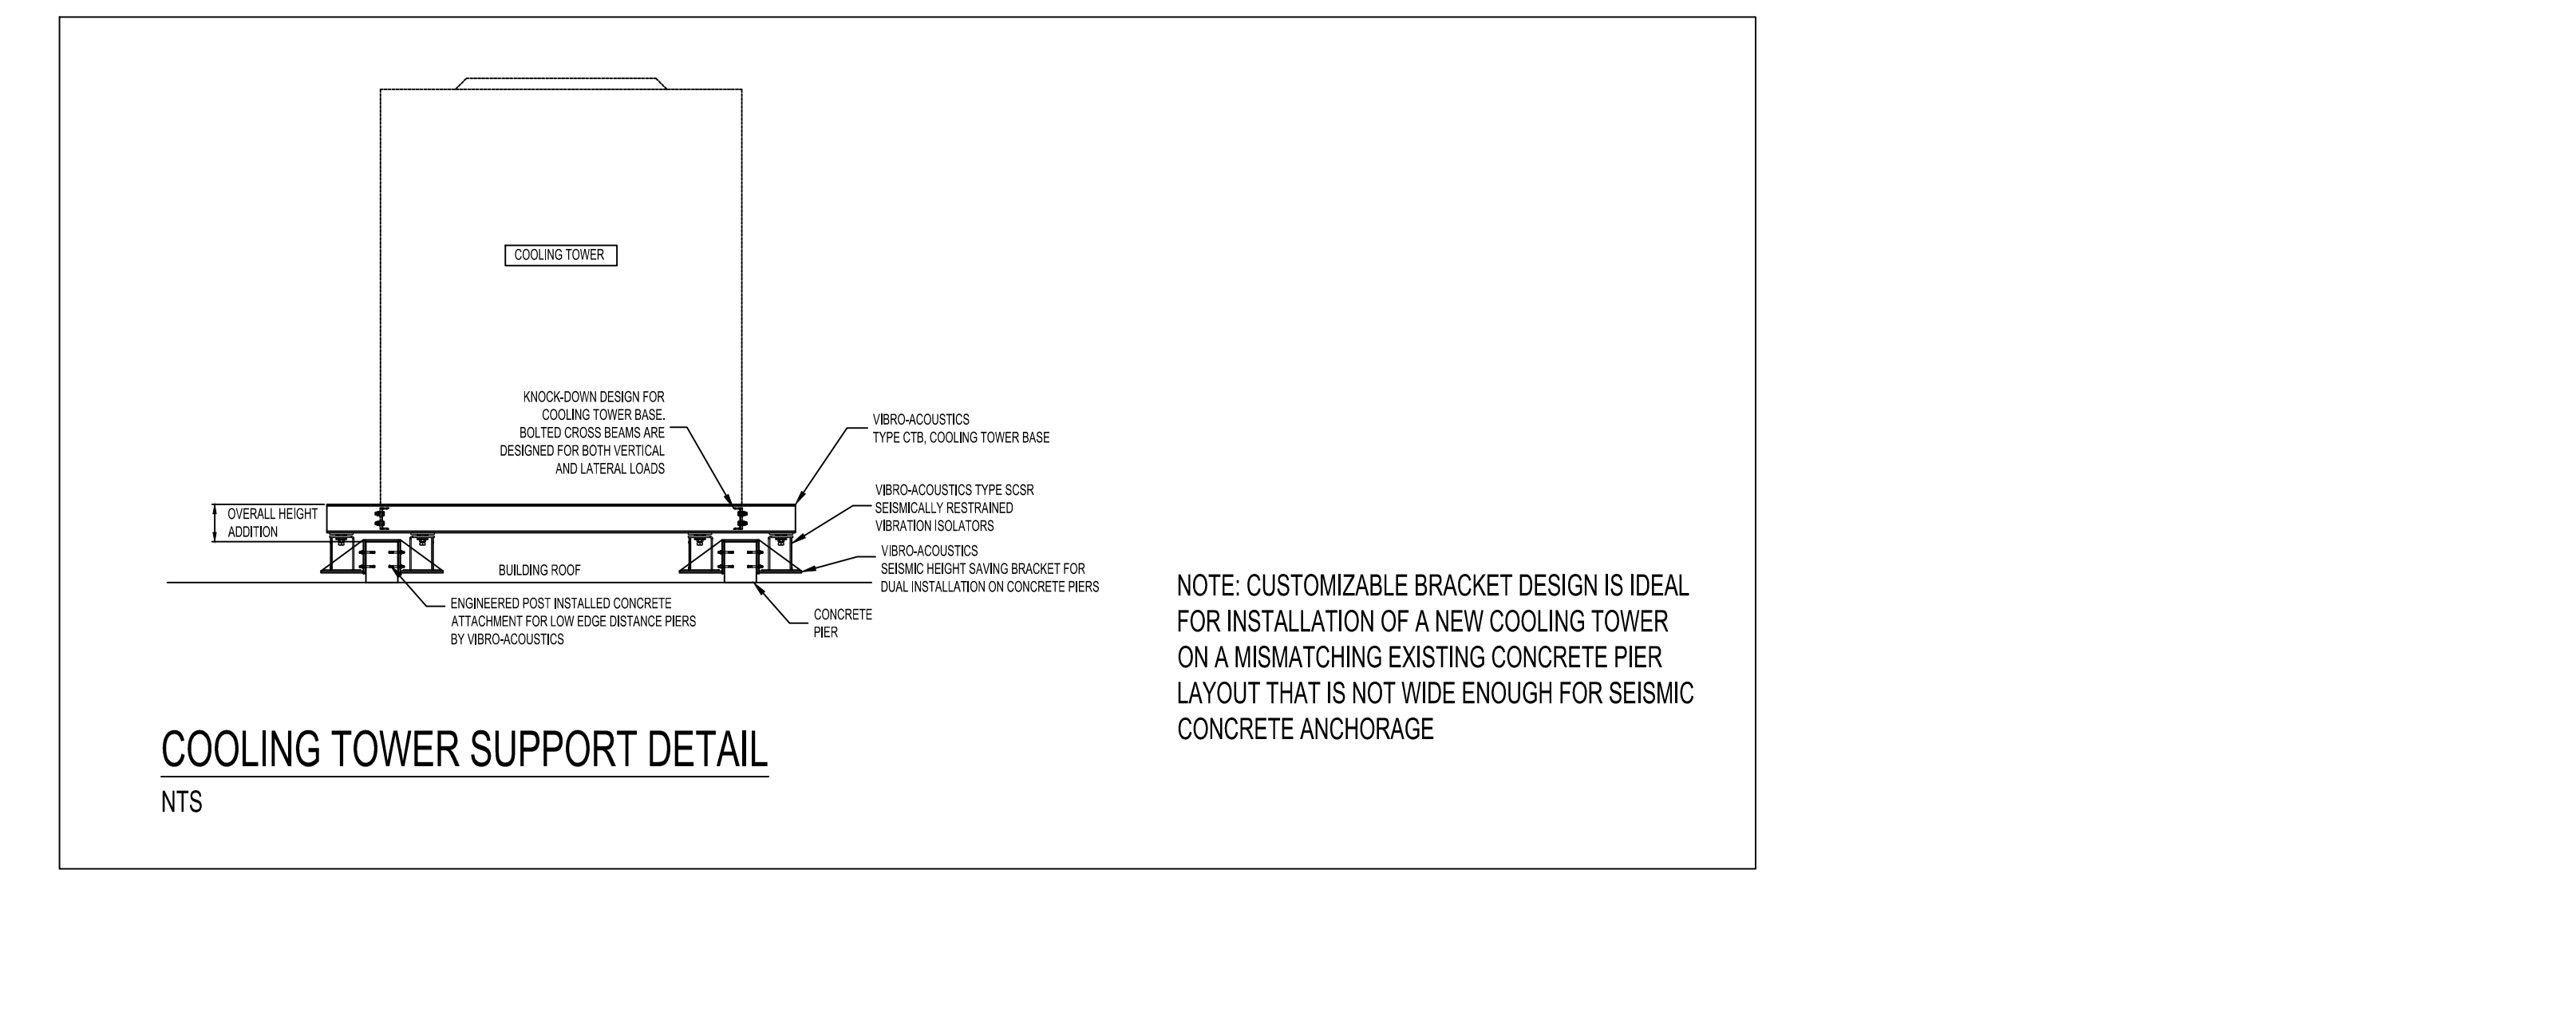 COOLING TOWER
KNOCK-DOWN DESIGN FOR
COOLING TOWER BASE.
BOLTED CROSS BEAMS ARE
DESIGNED FOR BOTH VERTICAL
AND LATERAL LOADS
VIBRO-ACOUSTICS
TYPE CTB, COOLING TOWER BASE
VIBRO-ACOUSTICS TYPE SCSR
SEISMICALLY RESTRAINED
VIBRATION ISOLATORS
OVERALL HEIGHT
ADDITION
VIBRO-ACOUSTICS
SEISMIC HEIGHT SAVING BRACKET FOR
DUAL INSTALLATION ON CONCRETE PIERS
BUILDING ROOF
ENGINEERED POST INSTALLED CONCRETE
ATTACHMENT FOR LOW EDGE DISTANCE PIERS
BY VIBRO-ACOUSTICS
CONCRETE
PIER
NOTE: CUSTOMIZABLE BRACKET DESIGN IS IDEAL
FOR INSTALLATION OF A NEW COOLING TOWER
ON A MISMATCHING EXISTING CONCRETE PIER
LAYOUT THAT IS NOT WIDE ENOUGH FOR SEISMIC
CONCRETE ANCHORAGE
COOLING TOWER SUPPORT DETAIL
NTS